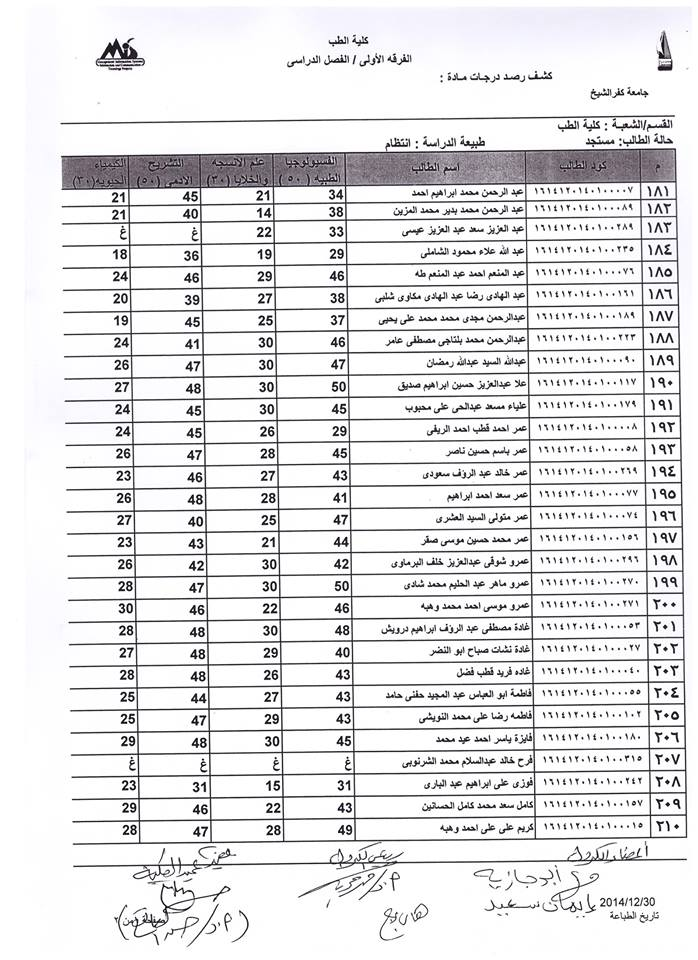 كلية الطب
الفرقه الأولى / الفصل الدراسى
كشف رصد درجات مادة :
جامعة كفرالشيخ
القسم/الشعبة : كلية الطب
حالة الطالب: مستجد طبيعة الدراسة : انتظام
م كود الطالب اسم الطالب الفسيولوجيا الطبيه ( ٥٠ ) علم الانسجه والخلايا (٣٠) التشريح الادمى (٥٠) الكيمياء الحيويه(٣٠)
١٨١ ١٦١٤١٢٠١٤٠١٠٠٠٠٧ عبد الرحمن محمد ابراهيم احمد 34 21 45 21
١٨٢ ١٦١٤١٢٠١٤٠١٠٠٠٨٩ عبد الرحمن محمد بدير محمد المزين 38 14 40 21
١٨٣ ١٦١٤١٢٠١٤٠١٠٠٢٨٩ عبد العزيز سعد عبد العزيز عيسى 33 22 غ غ
١٨٤ ١٦١٤١٢٠١٤٠١٠٠٢٣٥ عبد الله علاء محمود الشاملى 29 19 36 18
١٨٥ ١٦١٤١٢٠١٤٠١٠٠٠٧٦ عبد المنعم احمد عبد المنعم طه 46 29 46 24
١٨٦ ١٦١٤١٢٠١٤٠١٠٠١٦١ عبد الهادى رضا عبد الهادى مكاوى شلبى 38 27 39 20
١٨٧ ١٦١٤١٢٠١٤٠١٠٠١٨٩ عبدالرحمن مجدى محمد محمد على يحيى 37 25 45 19
١٨٨ ١٦١٤١٢٠١٤٠١٠٠٢٢٣ عبدالرحمن محمد بلتاجى مصطفى عامر 46 30 41 24
١٨٩ ١٦١٤١٢٠١٤٠١٠٠٠٩٠ عبدالله السيد عبدالله رمضان 47 30 47 26
١٩٠ ١٦١٤١٢٠١٤٠١٠٠١١٧ علا عبدالعزيز حسين ابراهيم صديق 50 30 48 27
١٩١ ١٦١٤١٢٠١٤٠١٠٠١٧٩ علياء مسعد عبدالحى على محبوب 45 30 45 24
١٩٢ ١٦١٤١٢٠١٤٠١٠٠٠٠٨ عمر احمد قطب احمد الريفى 29 26 45 24
١٩٣ ١٦١٤١٢٠١٤٠١٠٠٠٥٨ عمر باسم حسين ناصر 45 28 47 26
١٩٤ ١٦١٤١٢٠١٤٠١٠٠٢٦٩ عمر خالد عبد الرؤف سعودى 43 27 46 23
١٩٥ ١٦١٤١٢٠١٤٠١٠٠٠٧٧ عمر سعد احمد ابراهيم 41 28 48 26
١٩٦ ١٦١٤١٢٠١٤٠١٠٠٠٧٤ عمر متولى السيد العشرى 47 25 40 27
١٩٧ ١٦١٤١٢٠١٤٠١٠٠١٥٦ عمر محمد حسين موسى صقر 44 21 43 23
١٩٨ ١٦١٤١٢٠١٤٠١٠٠٢٩٦ عمرو شوقى عبدالعزيز خلف البرماوى 42 30 42 26
١٩٩ ١٦١٤١٢٠١٤٠١٠٠٢٧٠ عمرو ماهر عبد الحليم محمد شادى 50 30 47 28
٢٠٠ ١٦١٤١٢٠١٤٠١٠٠٢٧١ عمرو موسى احمد محمد وهبه 46 22 46 30
٢٠١ ١٦١٤١٢٠١٤٠١٠٠٠٥٣ غادة مصطفى عبد الرؤف ابراهيم درويش 48 30 48 28
٢٠٢ ١٦١٤١٢٠١٤٠١٠٠٠٢٧ غادة نشات صباح ابو النضر 40 29 48 27
٢٠٣ ١٦١٤١٢٠١٤٠١٠٠٠٤٠ غاده فريد قطب فضل 43 26 48 28
٢٠٤ ١٦١٤١٢٠١٤٠١٠٠٠٥٥ فاطمة ابو العباس عبد المجيد حفنى حامد 43 27 44 25
٢٠٥ ١٦١٤١٢٠١٤٠١٠٠١٠٢ فاطمه رضا على محمد النويشى 43 29 47 25
٢٠٦ ١٦١٤١٢٠١٤٠١٠٠١٨٠ فايزة ياسر احمد عيد محمد 45 30 48 29
٢٠٧ ١٦١٤١٢٠١٤٠١٠٠٣١٥ فرح خالد عبدالسلام محمد الشرنوبى غ غ غ غ
٢٠٨ ١٦١٤١٢٠١٤٠١٠٠٢٤٢ فوزى على ابراهيم عبد البارى 31 15 31 23
٢٠٩ ١٦١٤١٢٠١٤٠١٠٠١٥٧ كامل سعد محمد كامل الحسانين 43 22 46 29
٢١٠ ١٦١٤١٢٠١٤٠١٠٠٠١٥ كريم على على احمد وهبه 49 28 47 28
أعضاء الكنترول
2014/12/30
تاريخ الطباعة